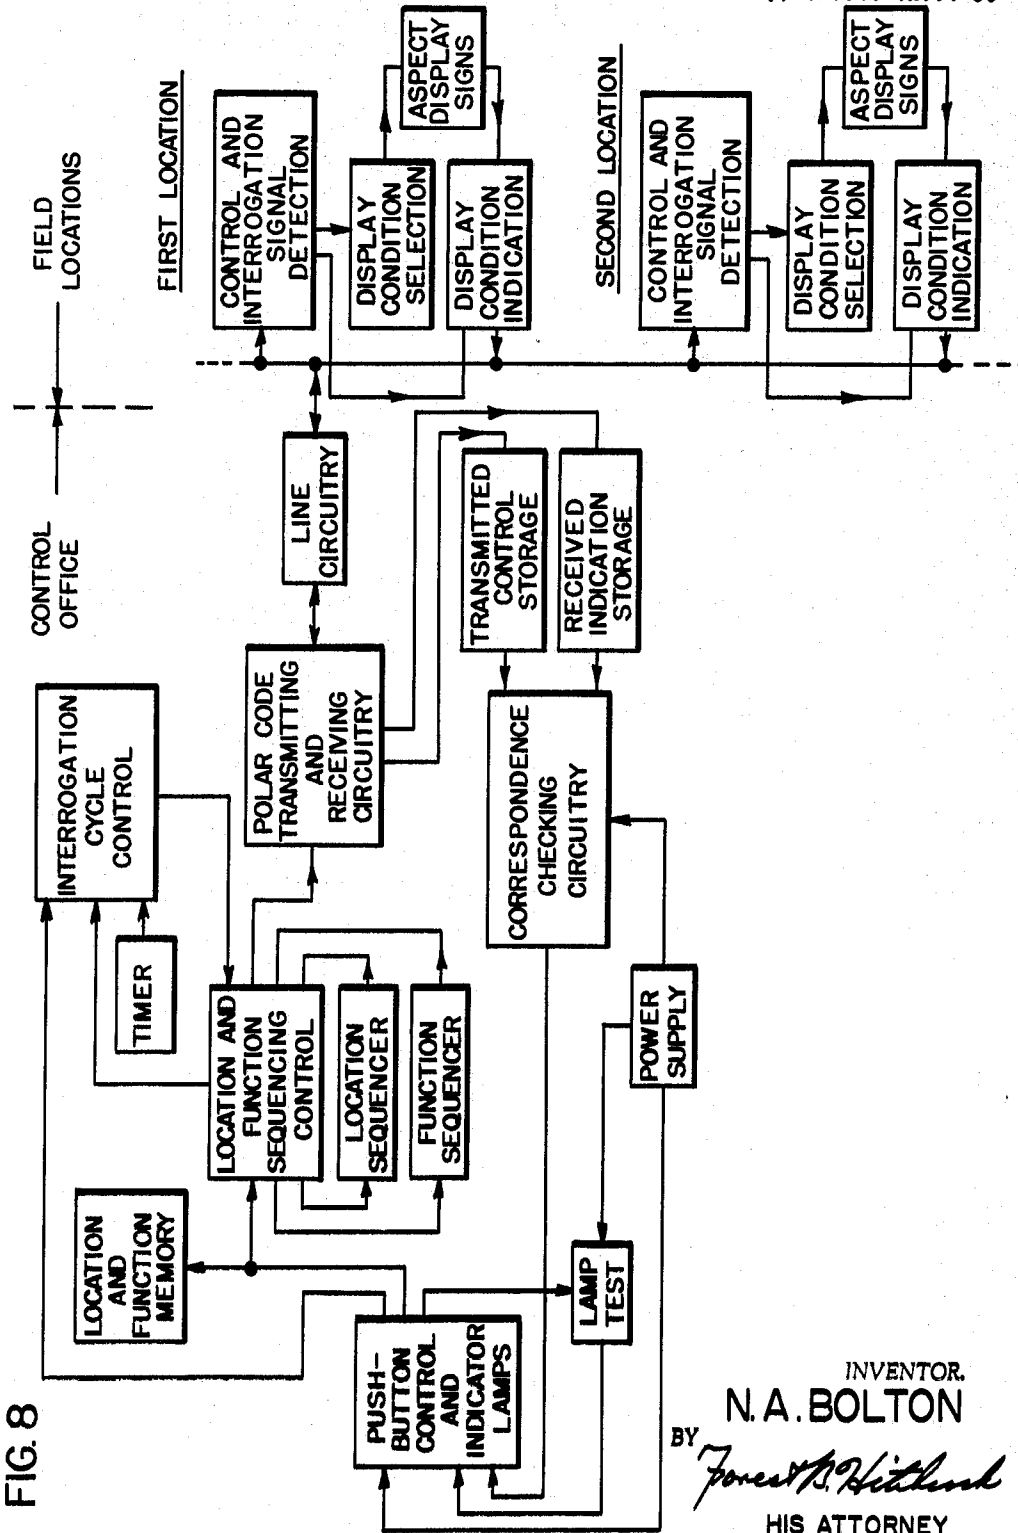 FIG. 8
CONTROL
OFFICE
FIELD
LOCATIONS
INTERROGATION
CYCLE
CONTROL
TIMER
LOCATION
AND
FUNCTION
MEMORY
LOCATION AND
FUNCTION
SEQUENCING
CONTROL
LOCATION
SEQUENCER
FUNCTION
SEQUENCER
PUSH-
BUTTON
CONTROL
AND
INDICATOR
LAMPS
LAMP
TEST
POWER
SUPPLY
POLAR CODE
TRANSMITTING
AND
RECEIVING
CIRCUITRY
LINE
CIRCUITRY
TRANSMITTED
CONTROL
STORAGE
RECEIVED
INDICATION
STORAGE
CORRESPONDENCE
CHECKING
CIRCUITRY
FIRST LOCATION
CONTROL AND
INTERROGATION
SIGNAL
DETECTION
DISPLAY
CONDITION
SELECTION
DISPLAY
CONDITION
INDICATION
ASPECT
DISPLAY
SIGNS
SECOND LOCATION
CONTROL AND
INTERROGATION
SIGNAL
DETECTION
DISPLAY
CONDITION
SELECTION
DISPLAY
CONDITION
INDICATION
ASPECT
DISPLAY
SIGNS
INVENTOR.
N. A. BOLTON
BY
HIS ATTORNEY